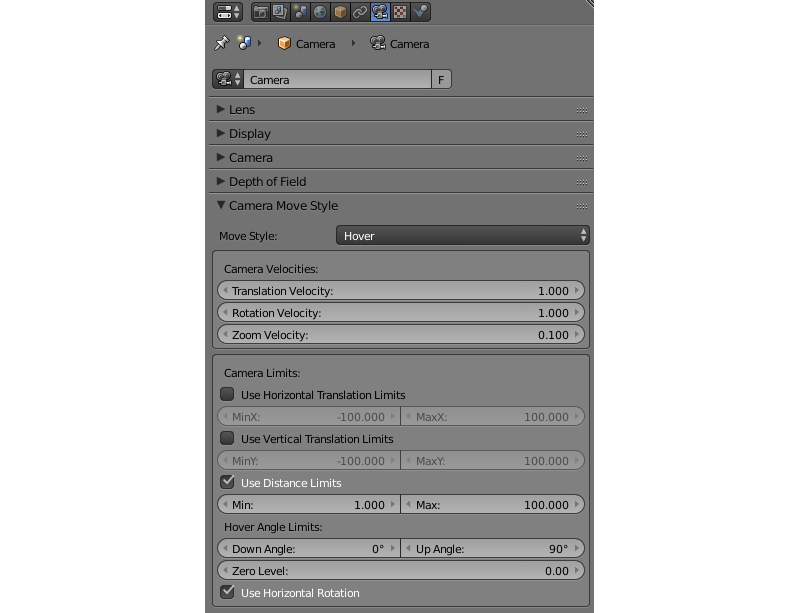 Camera Camera
Camera F
Lens
Display
Camera
Depth of Field
Camera Move Style
Move Style: Hover
Camera Velocities:
Translation Velocity: 1.000
Rotation Velocity: 1.000
Zoom Velocity: 0.100
Camera Limits:
Use Horizontal Translation Limits
MinX: -100.000 MaxX: 100.000
Use Vertical Translation Limits
MinY: -100.000 MaxY: 100.000
Use Distance Limits
Min: 1.000 Max: 100.000
Hover Angle Limits:
Down Angle: 0° Up Angle: 90°
Zero Level: 0.00
Use Horizontal Rotation